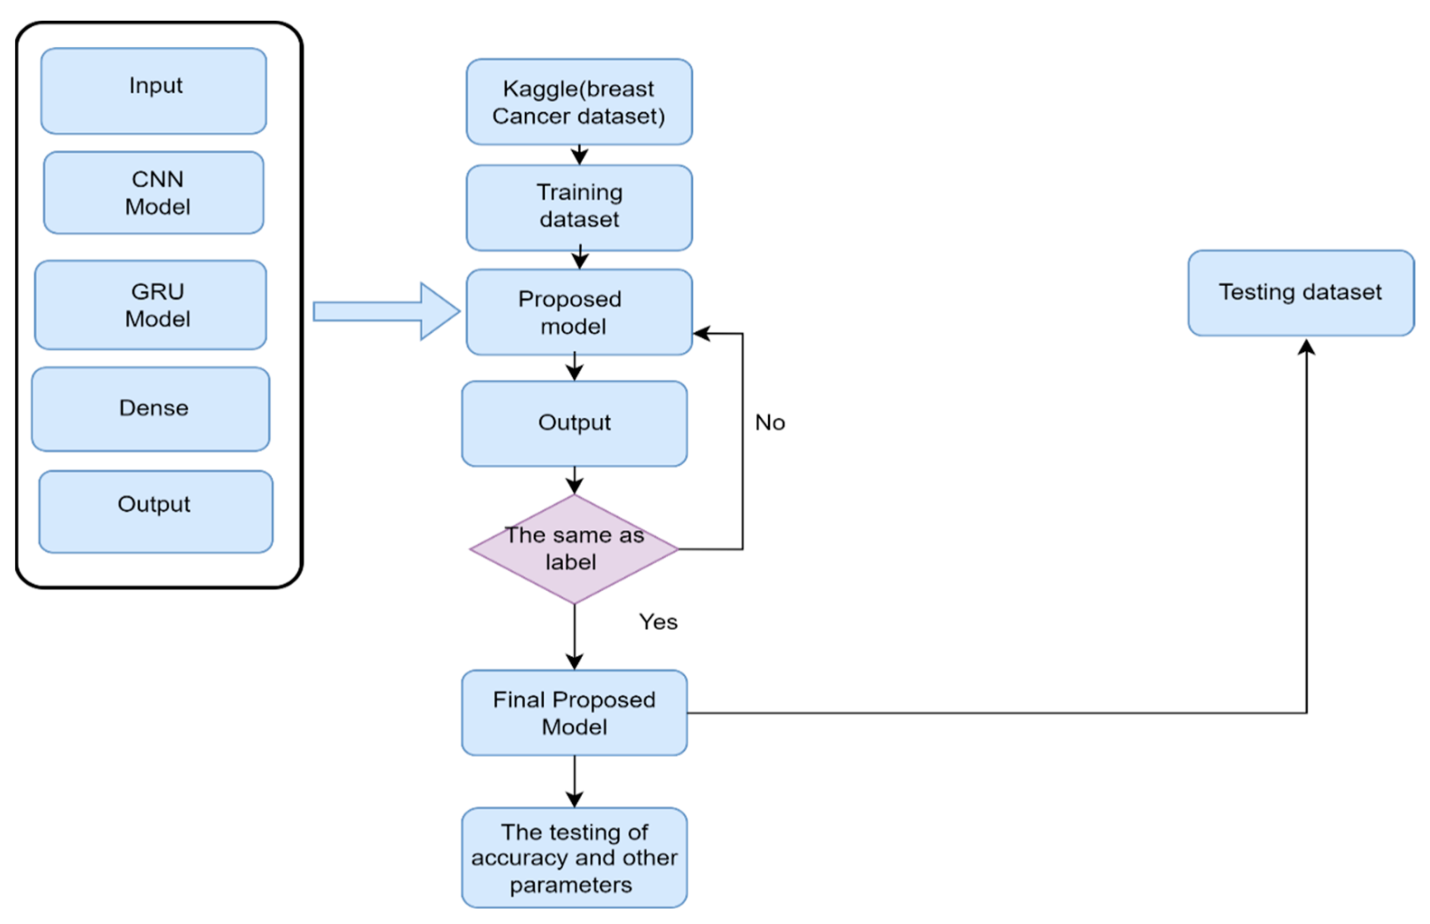 Input
CNN
Model
GRU
Model
Dense
Output
Kaggle(breast
Cancer dataset)
Training
dataset
Proposed
model
Output
No
The same as
label
Yes
Final Proposed
Model
The testing of
accuracy and other
parameters
Testing dataset